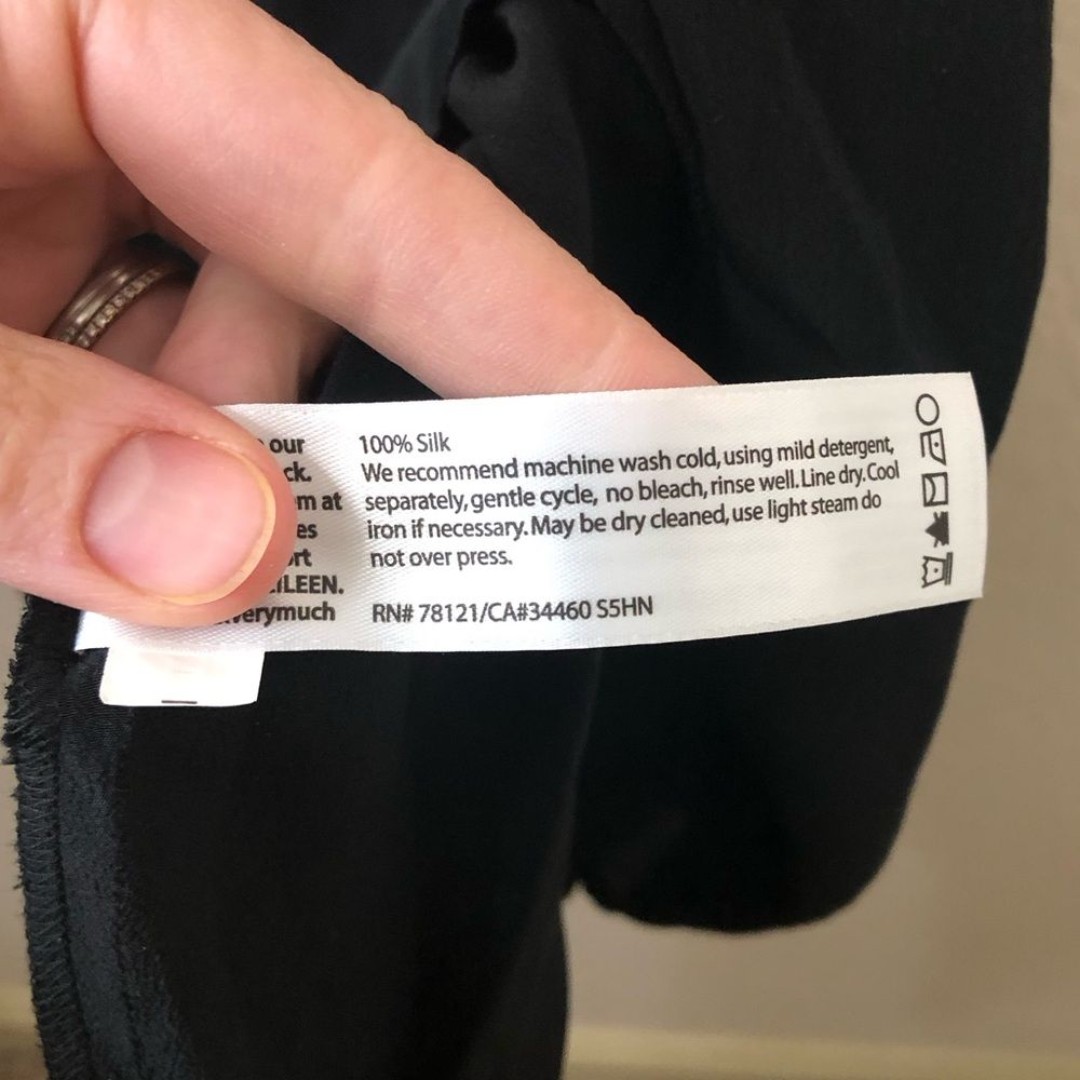 our
ck.
m at
es
ort
EILEEN.
verymuch
100% Silk
We recommend machine wash cold, using mild detergent,
separately, gentle cycle, no bleach, rinse well. Line dry. Cool
iron if necessary. May be dry cleaned, use light steam do
not over press.
RN# 78121/CA#34460 S5HN